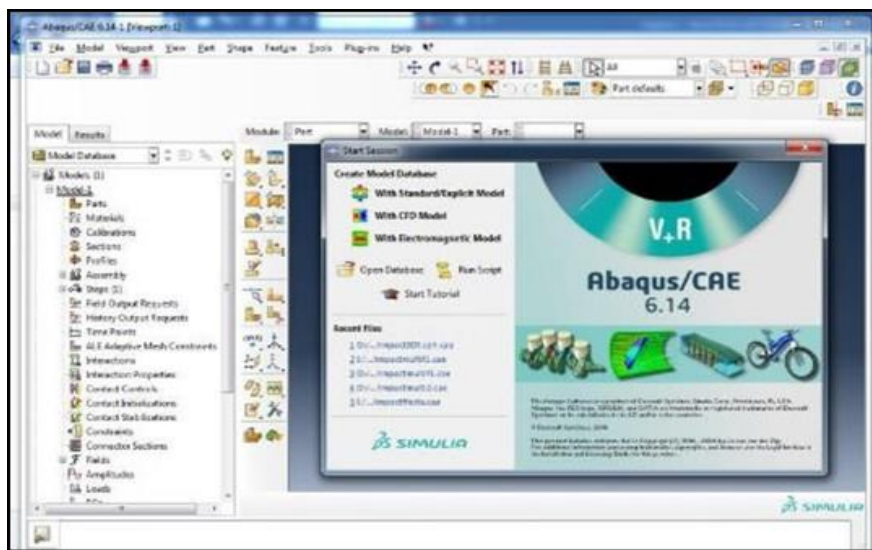 Abaqus/CAE 6.14-1 [Viewport: 1]
File Model Viewport View Part Shape Feature Tools Plug-ins Help
All
Part defaults
Model Results
Module: Part Model: Model-1 Part:
Model Database
Models (1)
Model-1
Parts
Materials
Calibrations
Sections
Profiles
Assembly
Steps (1)
Field Output Requests
History Output Requests
Time Points
ALE Adaptive Mesh Constraints
Interactions
Interaction Properties
Contact Controls
Contact Initializations
Contact Stabilizations
Constraints
Connector Sections
Fields
Amplitudes
Loads
BCs
Start Session
Create Model Database
With Standard/Explicit Model
With CFD Model
With Electromagnetic Model
Open Database Run Script
Start Tutorial
Recent Files
V+R
Abaqus/CAE
6.14
SIMULIA
SIMULIA